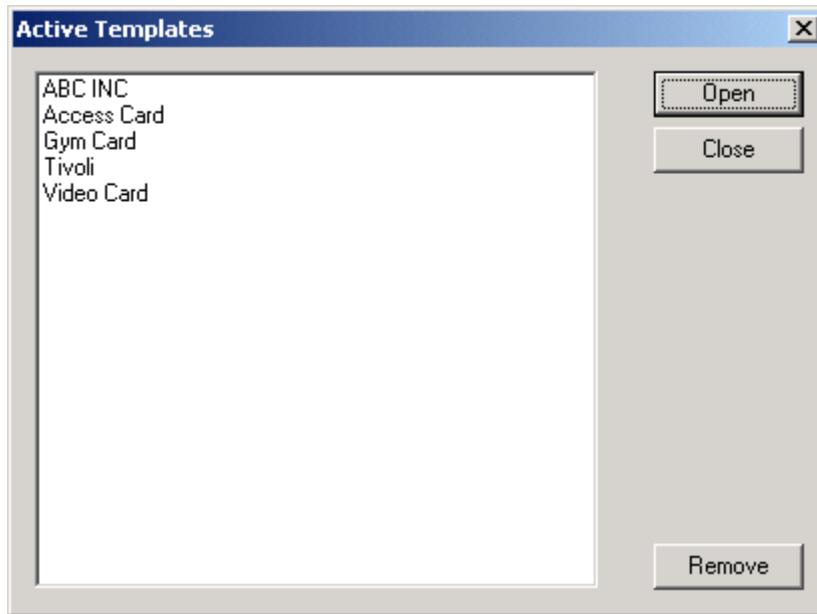 Active Templates
ABC INC
Access Card
Gym Card
Tivoli
Video Card
Open
Close
Remove